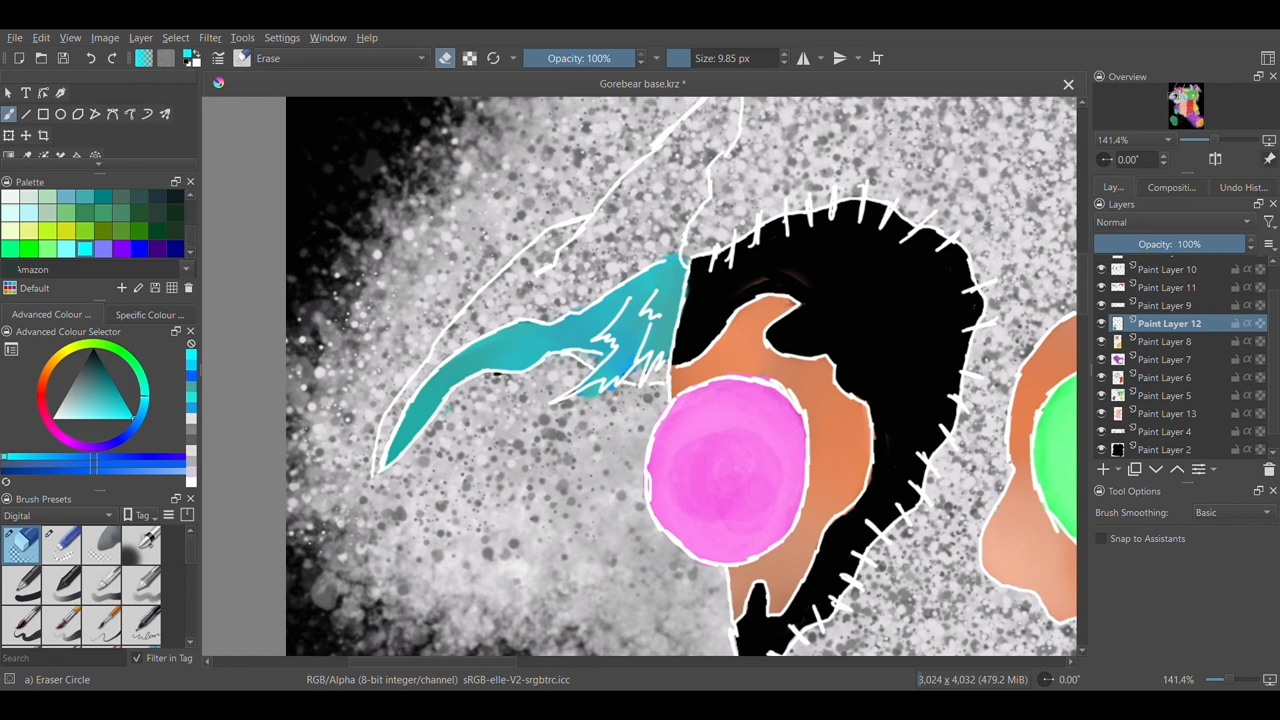 File Edit View Image Layer Select Filter Tools Settings Window Help
Erase Opacity: 100% Size: 9.85 px
Gorebear base.krz *
Overview
141.4%
0.00°
Palette
Lay... Compositi... Undo Hist...
Layers
Normal
Opacity: 100%
Paint Layer 10
Paint Layer 11
Paint Layer 9
Paint Layer 12
Paint Layer 8
Paint Layer 7
Paint Layer 6
Paint Layer 5
Paint Layer 13
Paint Layer 4
Paint Layer 2
Default
Advanced Colour ... Specific Colour ...
Advanced Colour Selector
Tool Options
Brush Smoothing: Basic
Snap to Assistants
Brush Presets
Digital Tag
Search Filter in Tag
a) Eraser Circle RGB/Alpha (8-bit integer/channel) sRGB-elle-V2-srgbtrc.icc 3,024 x 4,032 (479.2 MiB) 0.00° 141.4%